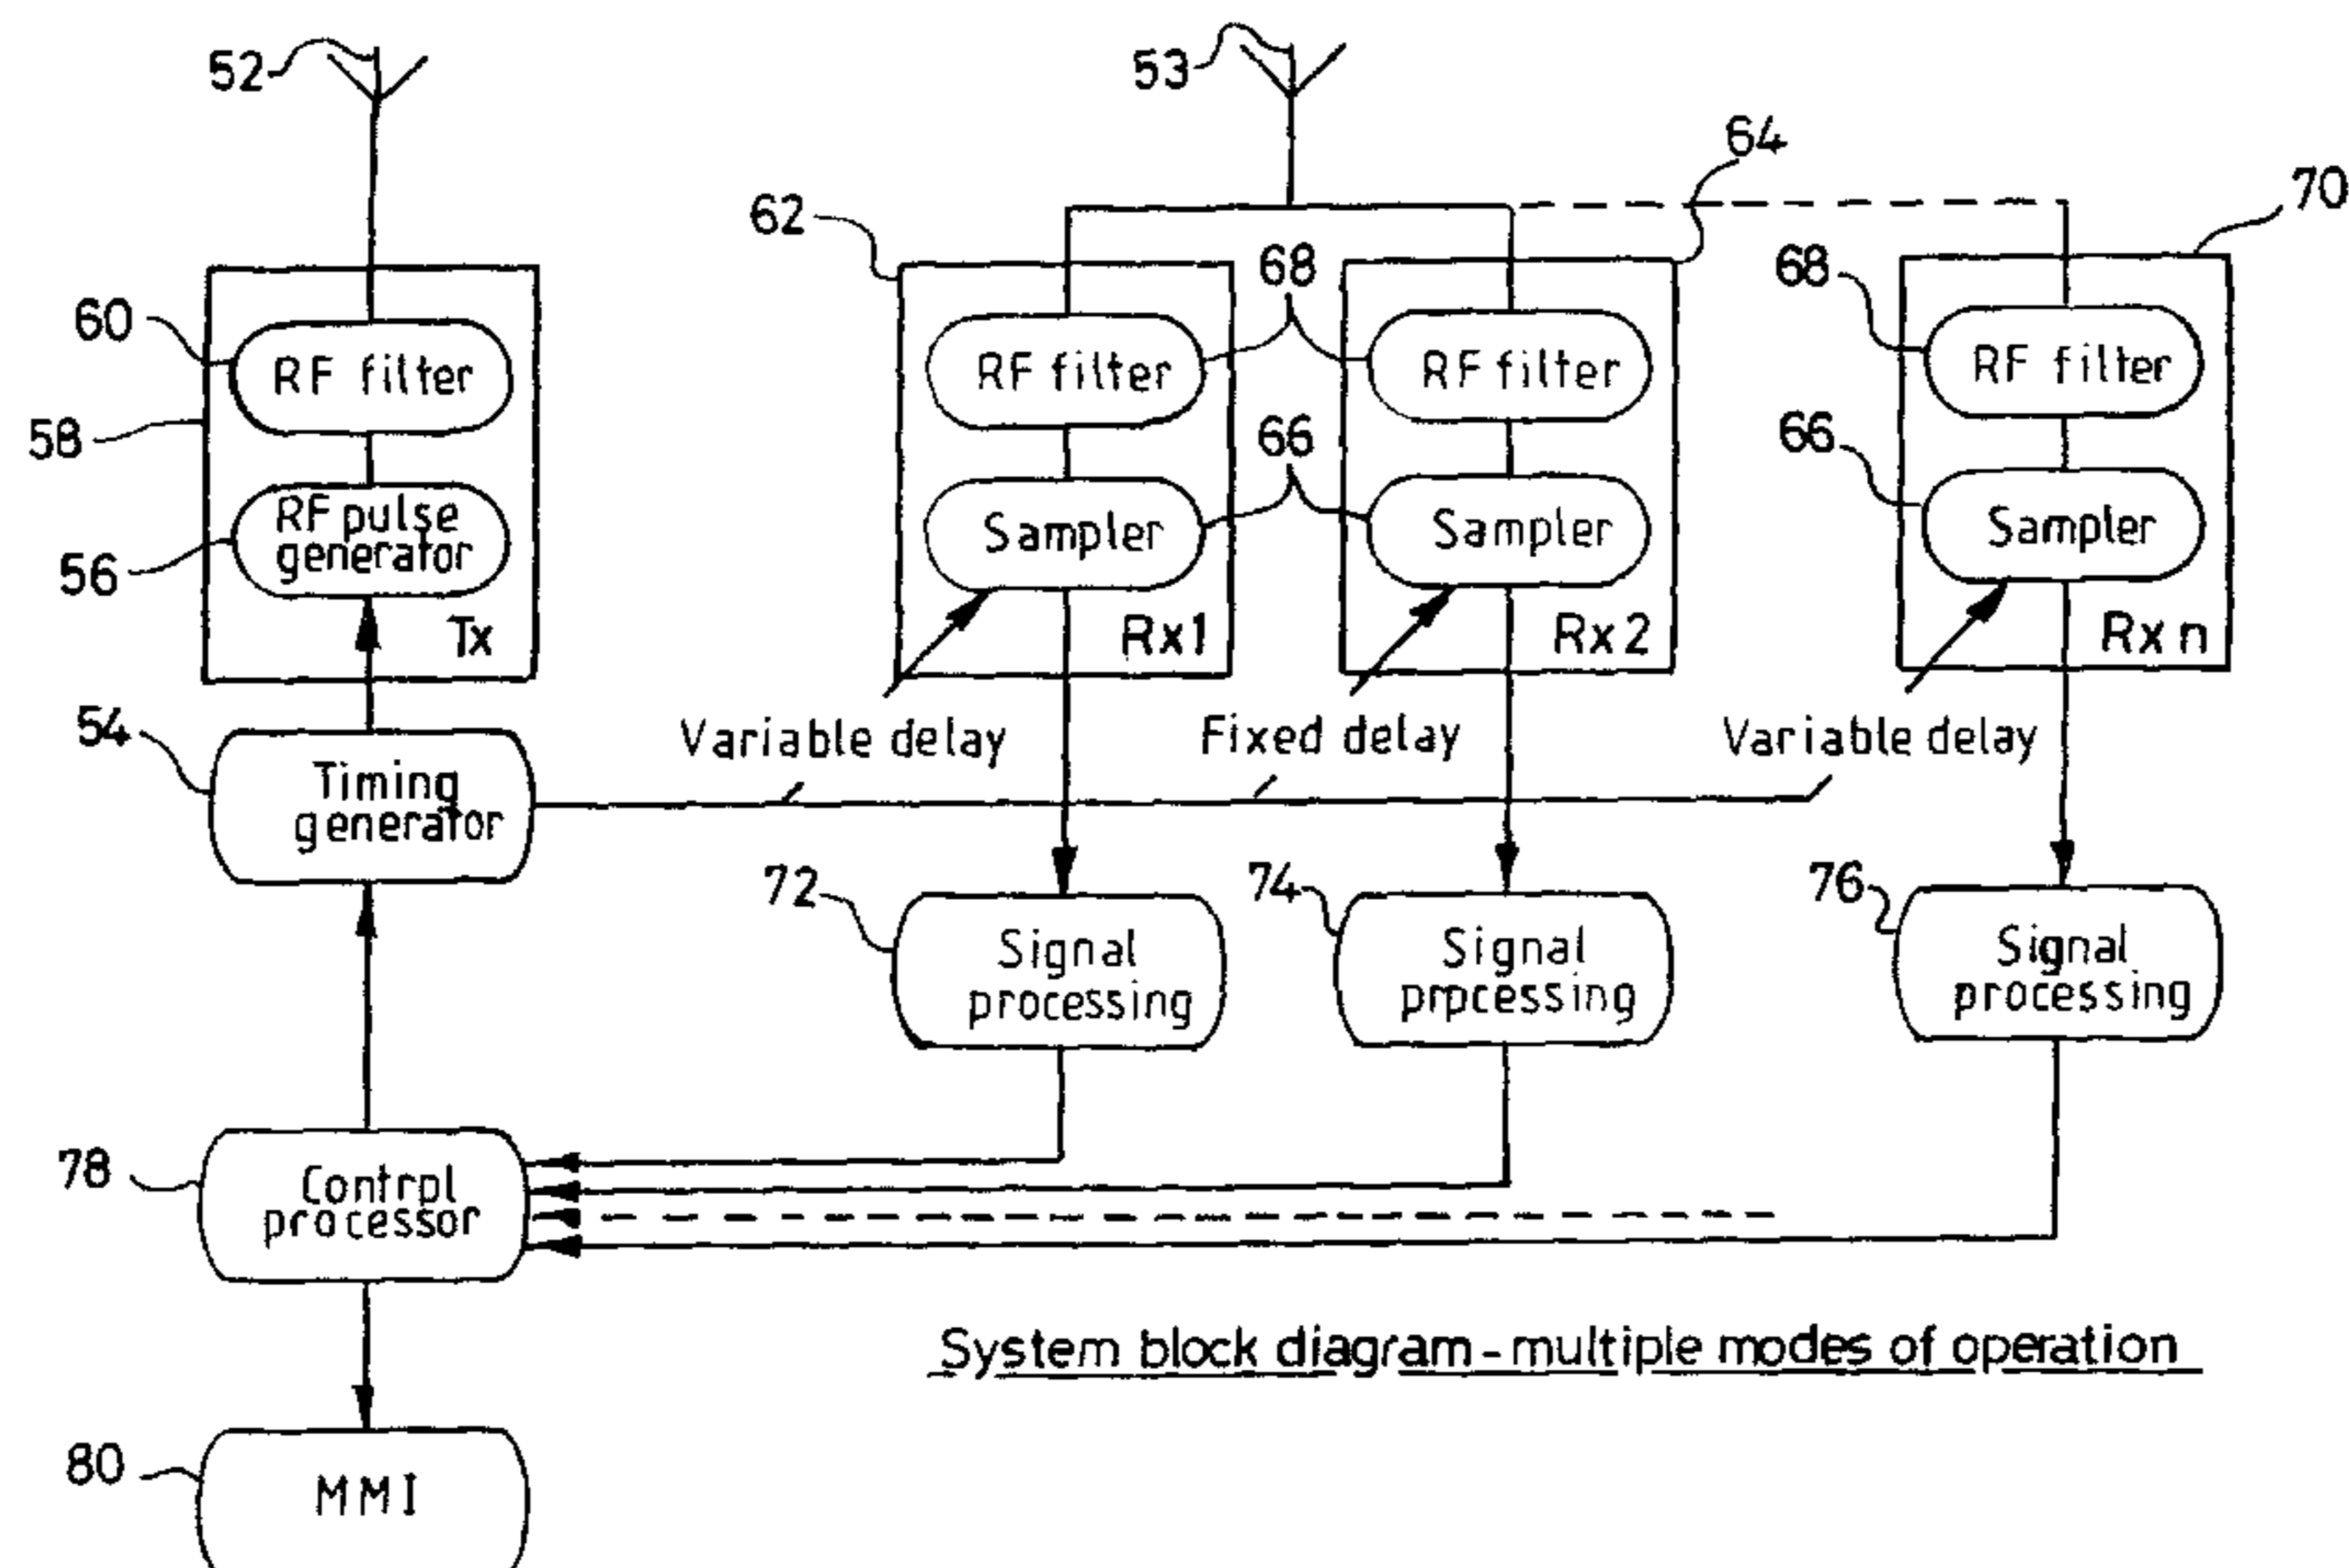 52
53
64
70
62
60
RF filter
68
RF filter
RF filter
68
RF filter
58
RF pulse
generator
56
Tx
66
Sampler
Sampler
66
Sampler
Rx1
Rx2
Rx n
54
Timing
generator
Variable delay
Fixed delay
Variable delay
72
Signal
processing
74
Signal
prpcessing
76
Signal
processing
78
Contrpl
processor
System block diagram - multiple modes of operation
80
MMI